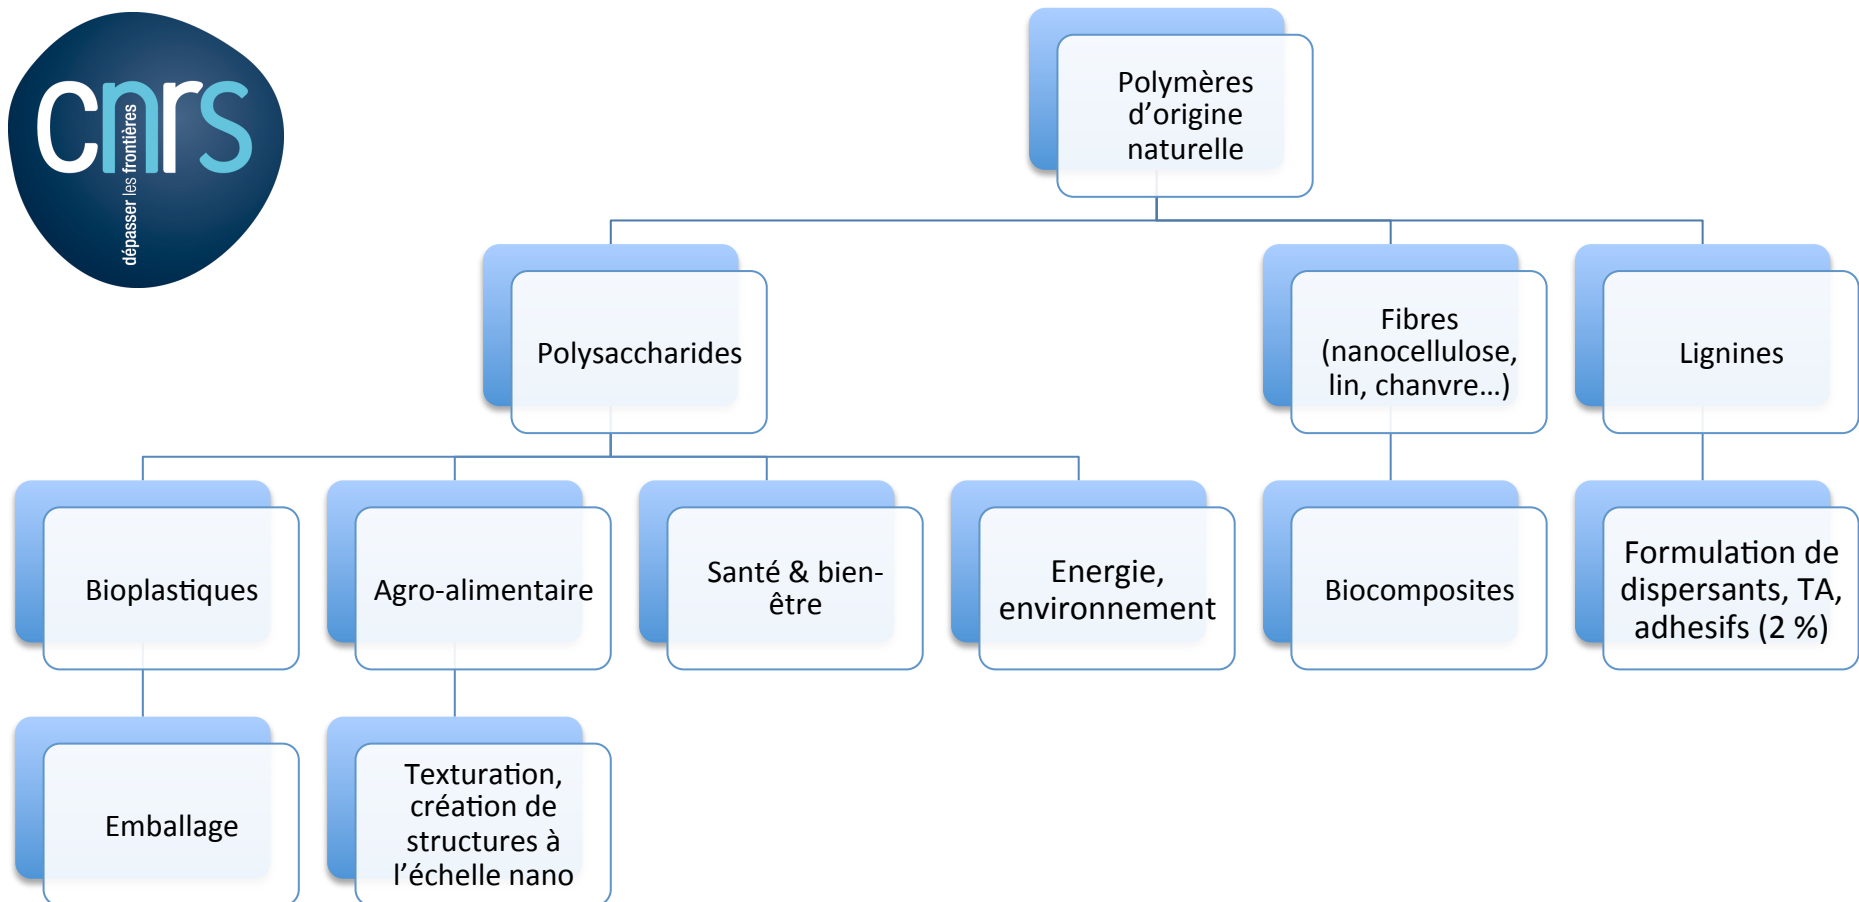 cnrs
dépasser les frontières
Polymères
d’origine
naturelle
Polysaccharides
Fibres
(nanocellulose,
lin, chanvre…)
Lignines
Bioplastiques
Agro-alimentaire
Santé & bien-
être
Energie,
environnement
Biocomposites
Formulation de
dispersants, TA,
adhesifs (2 %)
Emballage
Texturation,
création de
structures à
l’échelle nano